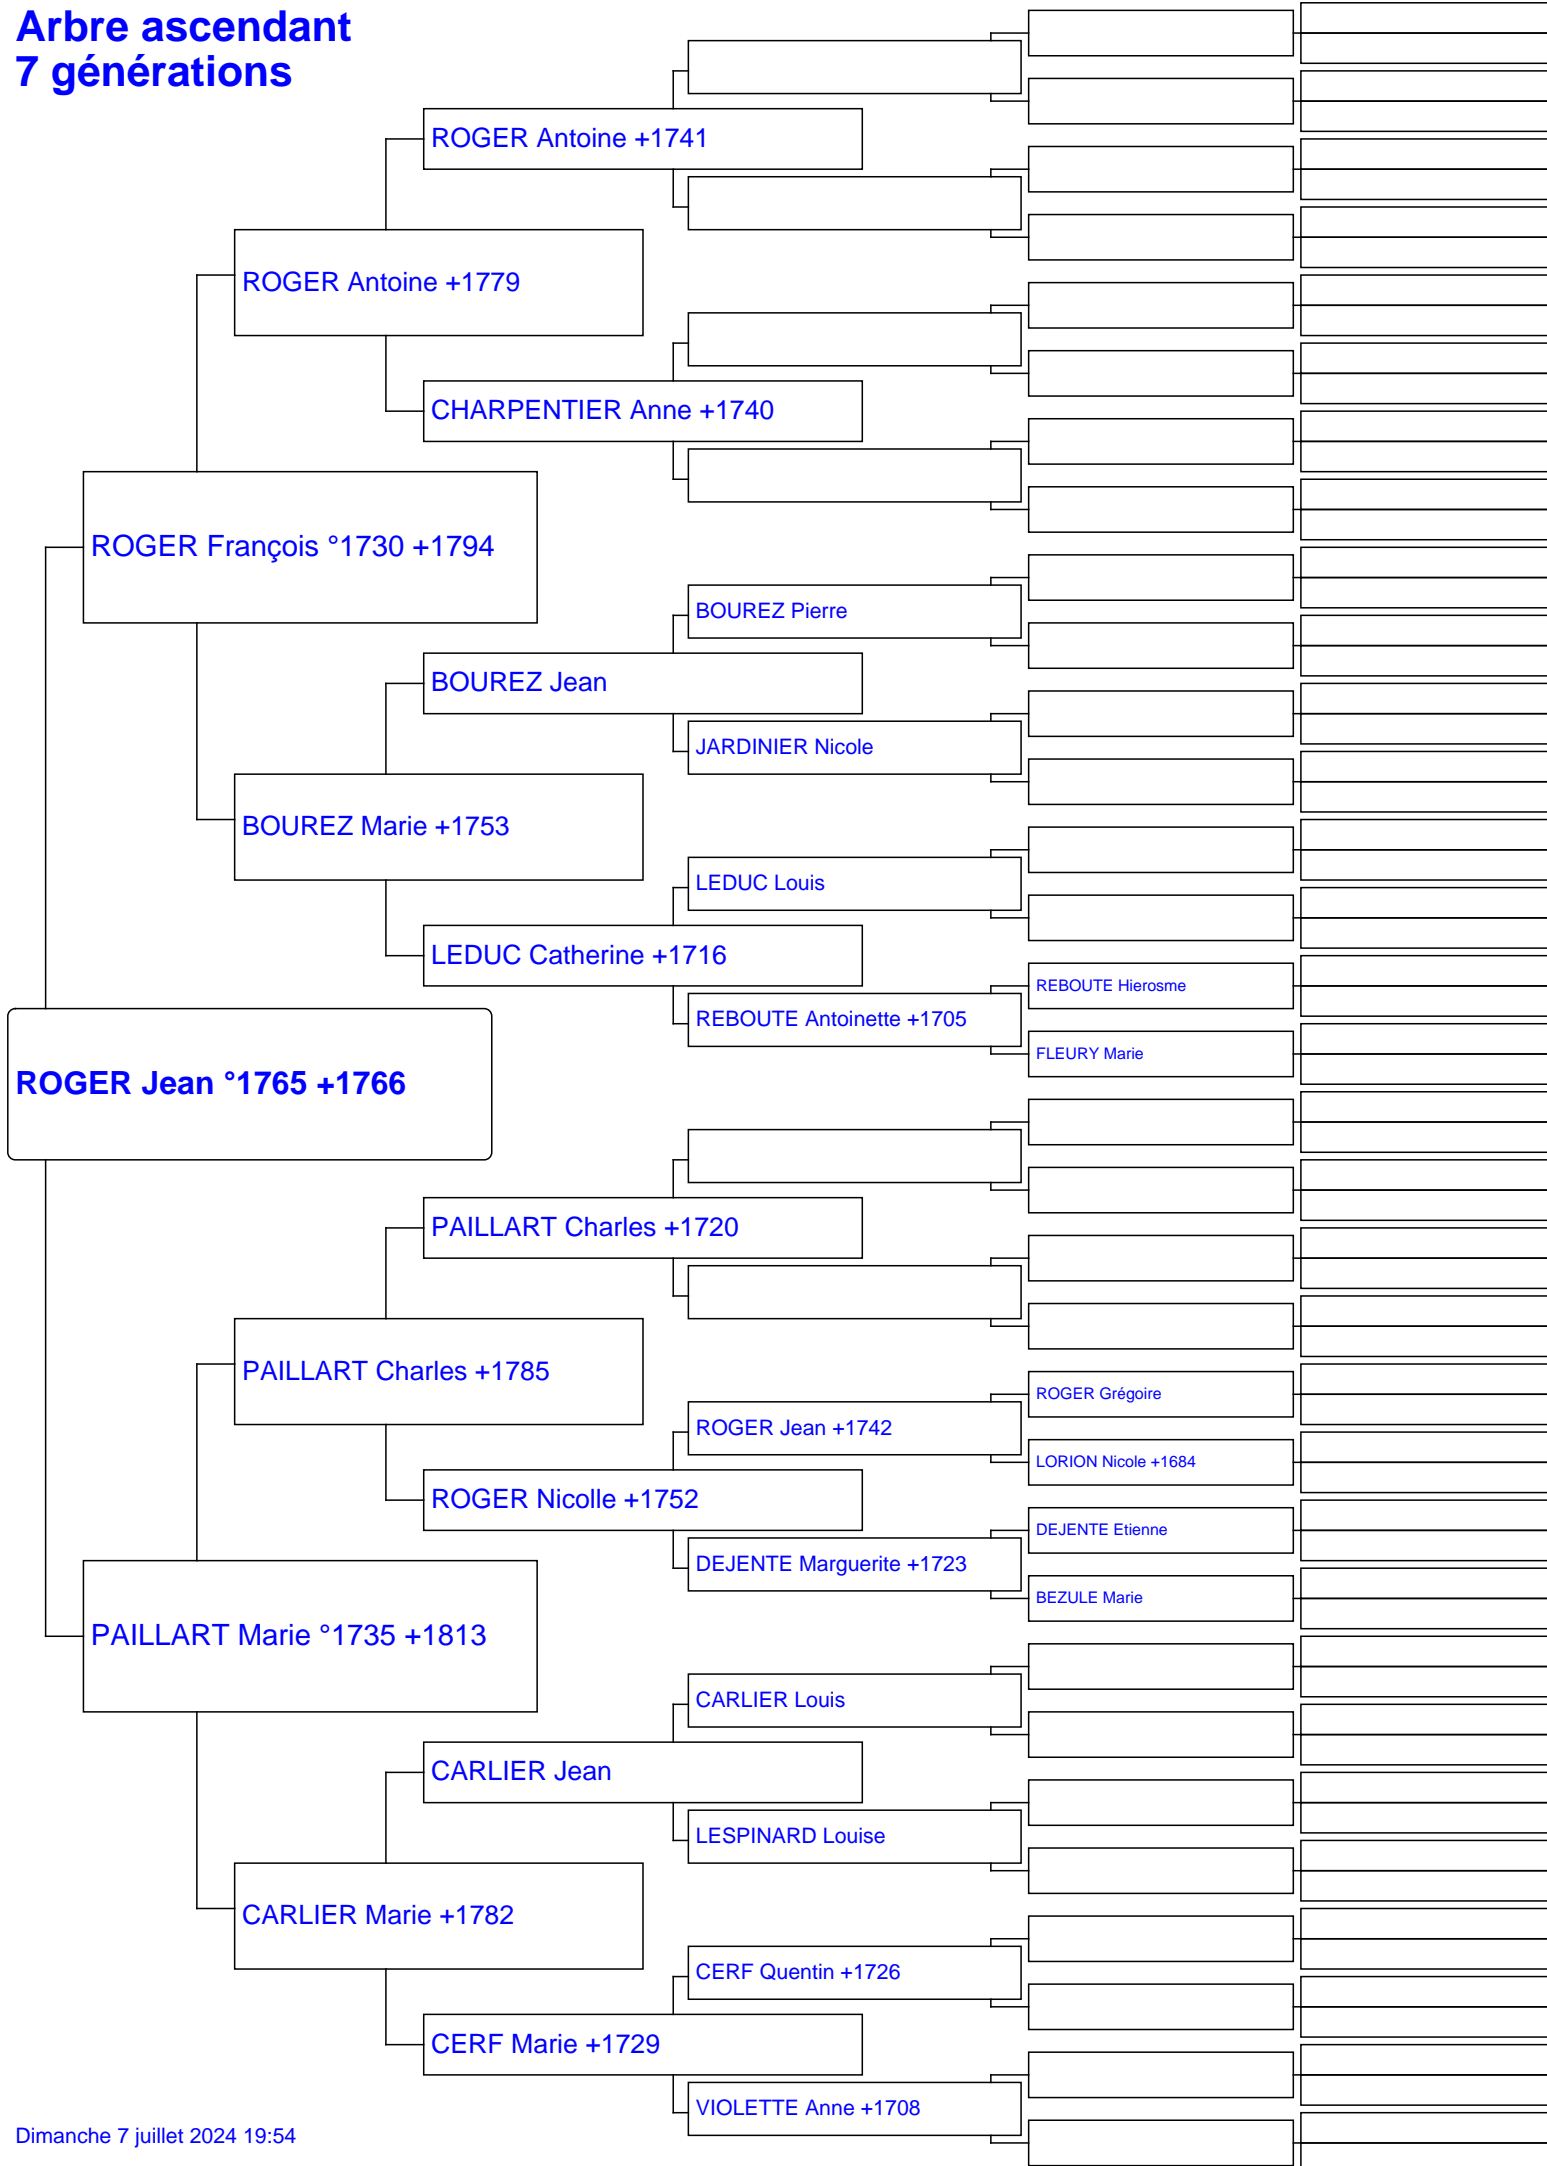 Arbre ascendant
7 générations
ROGER Antoine +1741
ROGER Antoine +1779
CHARPENTIER Anne +1740
ROGER François °1730 +1794
BOUREZ Pierre
BOUREZ Jean
JARDINIER Nicole
BOUREZ Marie +1753
LEDUC Louis
LEDUC Catherine +1716
REBOUTE Hierosme
REBOUTE Antoinette +1705
FLEURY Marie
ROGER Jean °1765 +1766
PAILLART Charles +1720
PAILLART Charles +1785
ROGER Grégoire
ROGER Jean +1742
LORION Nicole +1684
ROGER Nicolle +1752
DEJENTE Etienne
DEJENTE Marguerite +1723
BEZULE Marie
PAILLART Marie °1735 +1813
CARLIER Louis
CARLIER Jean
LESPINARD Louise
CARLIER Marie +1782
CERF Quentin +1726
CERF Marie +1729
VIOLETTE Anne +1708
Dimanche 7 juillet 2024 19:54